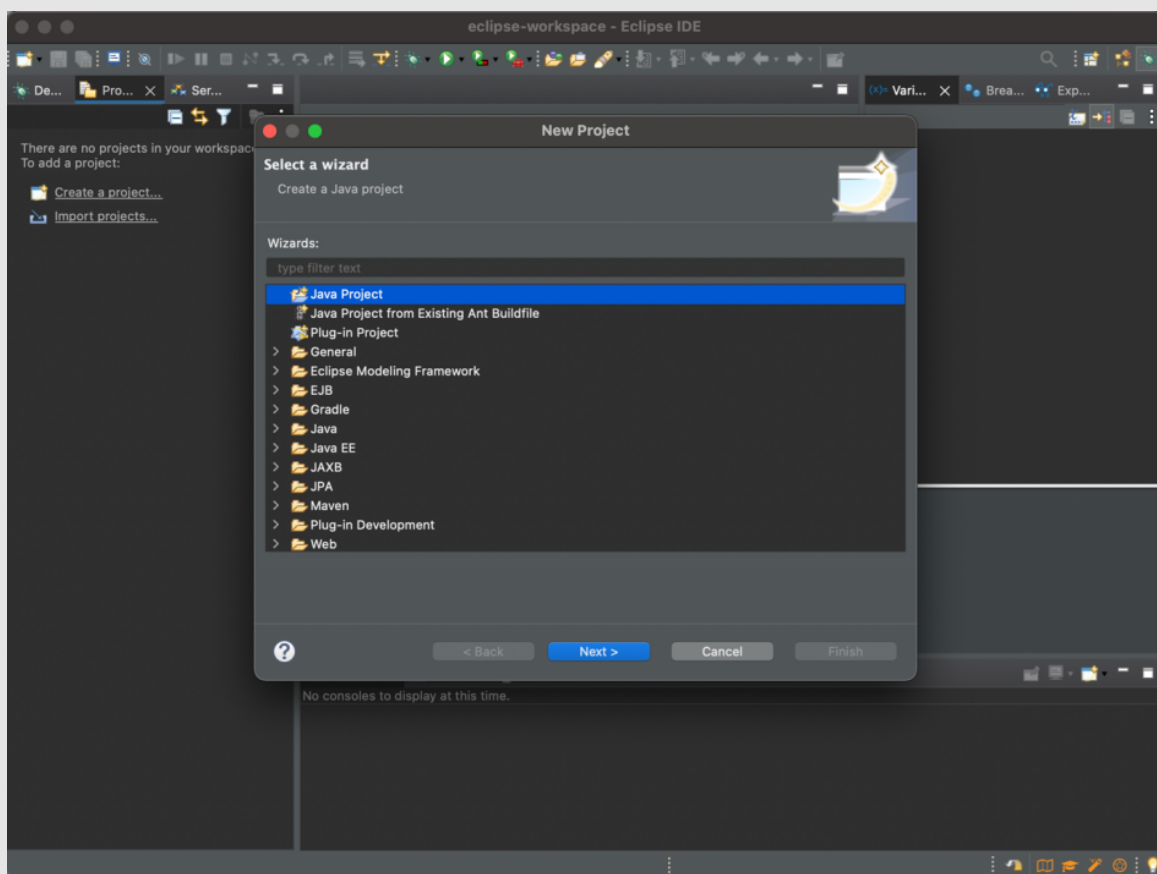 eclipse-workspace - Eclipse IDE
De... Pro... Ser... (x)= Vari... Brea... Exp...
There are no projects in your workspac
To add a project:
Create a project...
Import projects...
New Project
Select a wizard
Create a Java project
Wizards:
type filter text
Java Project
Java Project from Existing Ant Buildfile
Plug-in Project
General
Eclipse Modeling Framework
EJB
Gradle
Java
Java EE
JAXB
JPA
Maven
Plug-in Development
Web
? < Back Next > Cancel Finish
No consoles to display at this time.